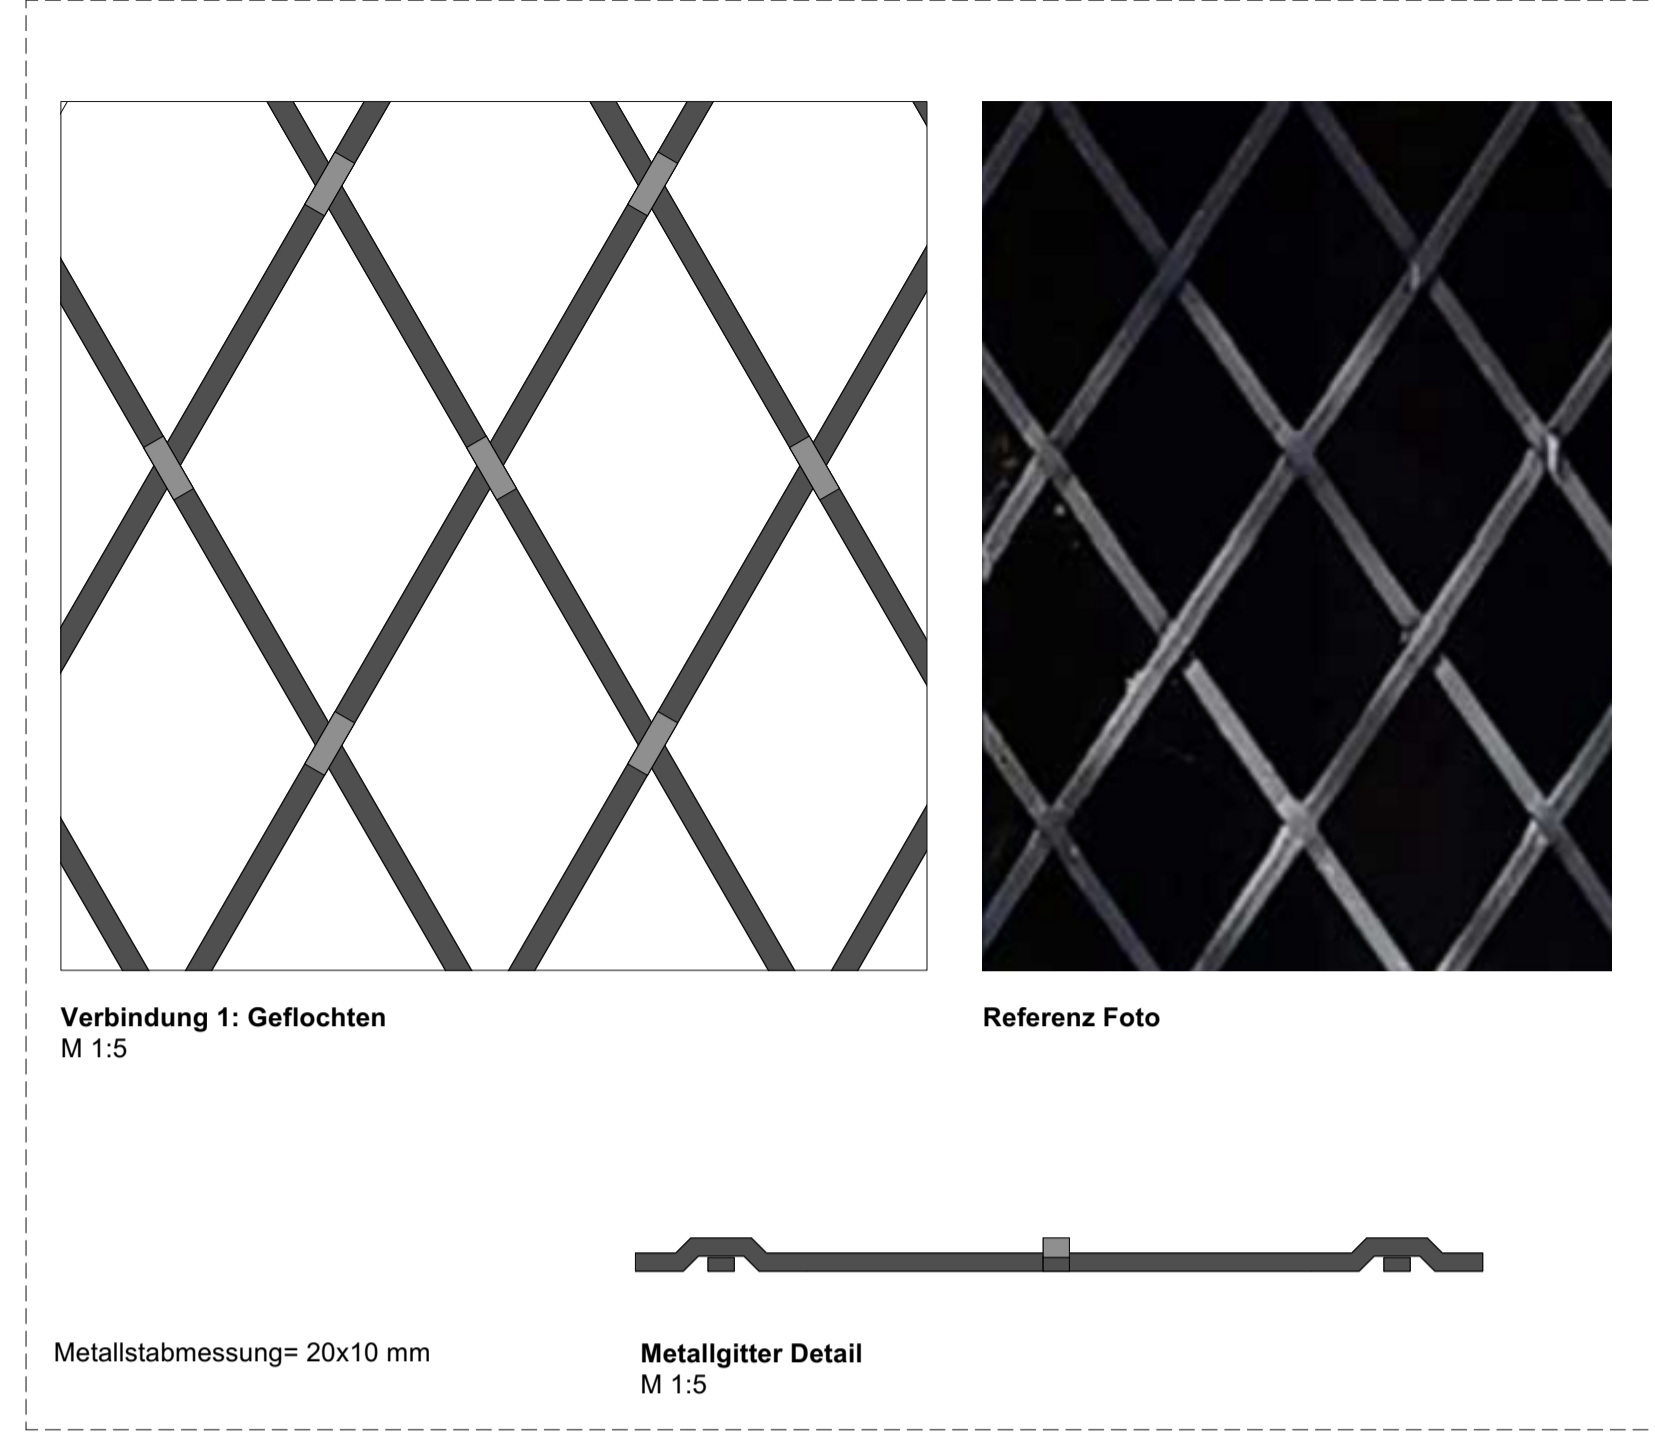 Verbindung 1: Geflochten
M 1:5
Referenz Foto
Metallstabmessung= 20x10 mm
Metallgitter Detail
M 1:5